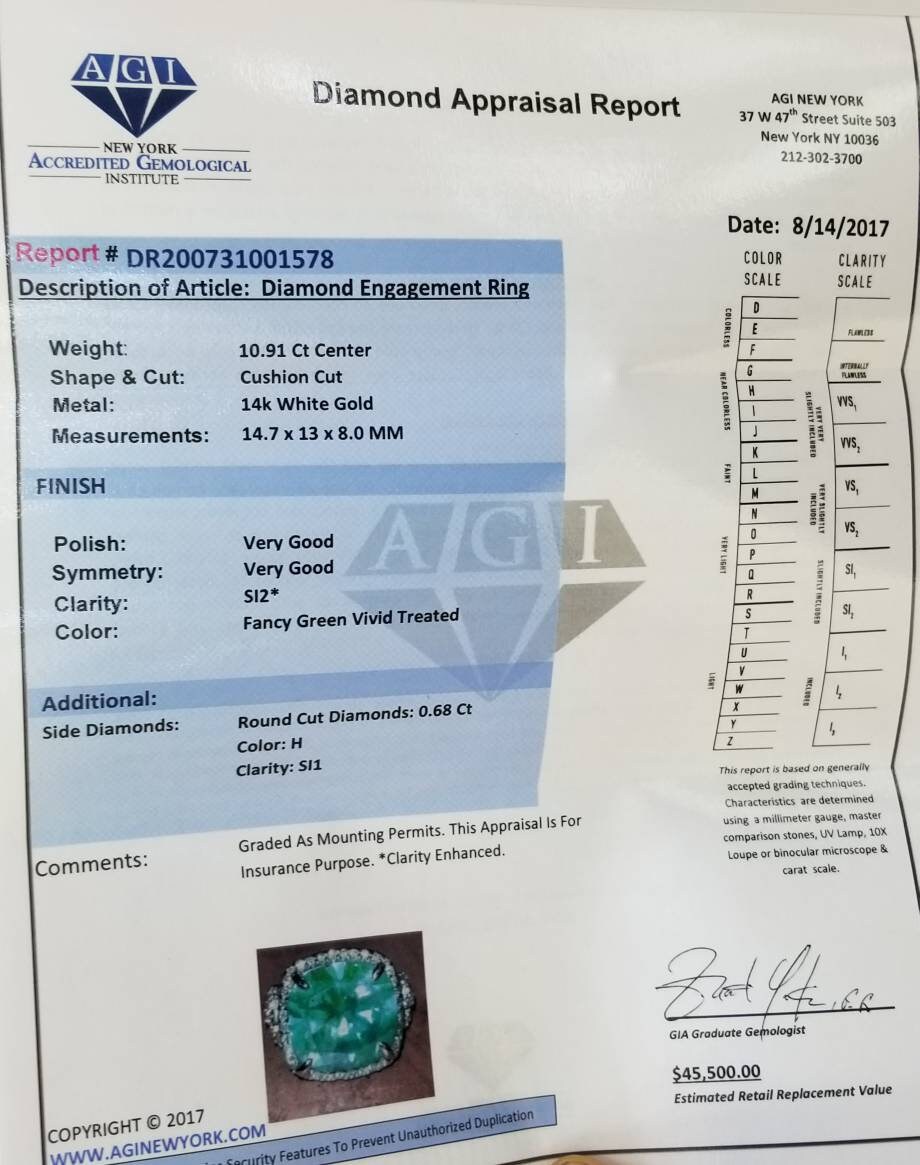 AGI
NEW YORK
ACCREDITED GEMOLOGICAL
INSTITUTE
Diamond Appraisal Report
AGI NEW YORK
37 W 47th Street Suite 503
New York NY 10036
212-302-3700
Date: 8/14/2017
Report # DR200731001578
Description of Article: Diamond Engagement Ring
Weight: 10.91 Ct Center
Shape & Cut: Cushion Cut
Metal: 14k White Gold
Measurements: 14.7 x 13 x 8.0 MM
FINISH
Polish: Very Good
Symmetry: Very Good
Clarity: SI2*
Color: Fancy Green Vivid Treated
AGI
Additional:
Side Diamonds: Round Cut Diamonds: 0.68 Ct
Color: H
Clarity: SI1
Comments: Graded As Mounting Permits. This Appraisal Is For
Insurance Purpose. *Clarity Enhanced.
COLOR
SCALE
COLORLESS
D
E
F
NEAR COLORLESS
G
H
I
J
FAINT
K
L
M
VERY LIGHT
N
O
P
Q
R
LIGHT
S
T
U
V
W
X
Y
Z
CLARITY
SCALE
FLAWLESS
INTERNALLY
FLAWLESS
VERY VERY
SLIGHTLY INCLUDED
VVS1
VVS2
VERY SLIGHTLY
INCLUDED
VS1
VS2
SLIGHTLY INCLUDED
SI1
SI2
INCLUDED
I1
I2
I3
This report is based on generally
accepted grading techniques.
Characteristics are determined
using a millimeter gauge, master
comparison stones, UV Lamp, 10X
Loupe or binocular microscope &
carat scale.
GIA Graduate Gemologist
$45,500.00
Estimated Retail Replacement Value
COPYRIGHT © 2017
WWW.AGINEWYORK.COM
Security Features To Prevent Unauthorized Duplication